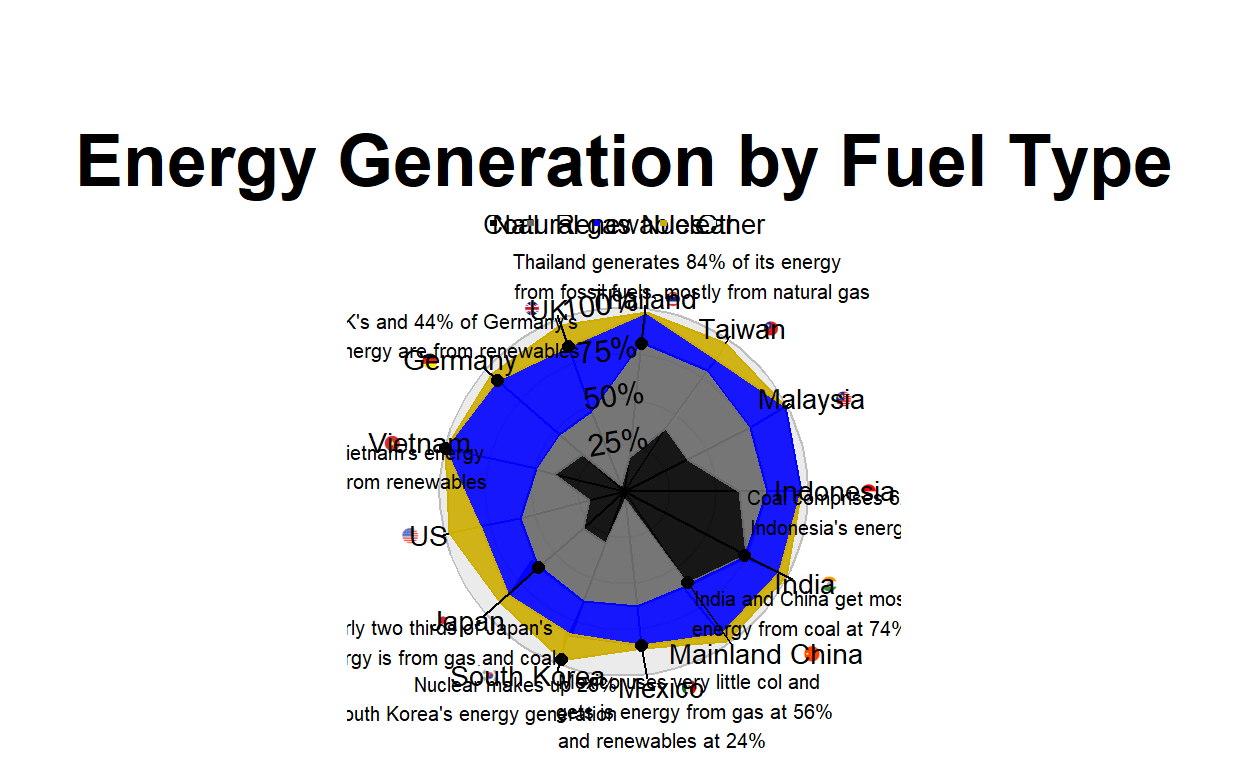 Energy Generation by Fuel Type
Coal Natural gas Renewables Nuclear Other
Thailand generates 84% of its energy
from fossil fuels, mostly from natural gas
UK
100%
Thailand
K's and 44% of Germany's
Taiwan
nergy are from renewables
75%
Germany
50%
Malaysia
25%
Vietnam
ietnam's energy
rom renewables
Indonesia
Coal comprises 6
Indonesia's energ
US
India
India and China get mos
energy from coal at 74%
Japan
rly two thirds of Japan's
rgy is from gas and coal
Mainland China
South Korea
Nuclear makes up 28%
outh Korea's energy generation
Mexico
Mexico uses very little col and
gets is energy from gas at 56%
and renewables at 24%